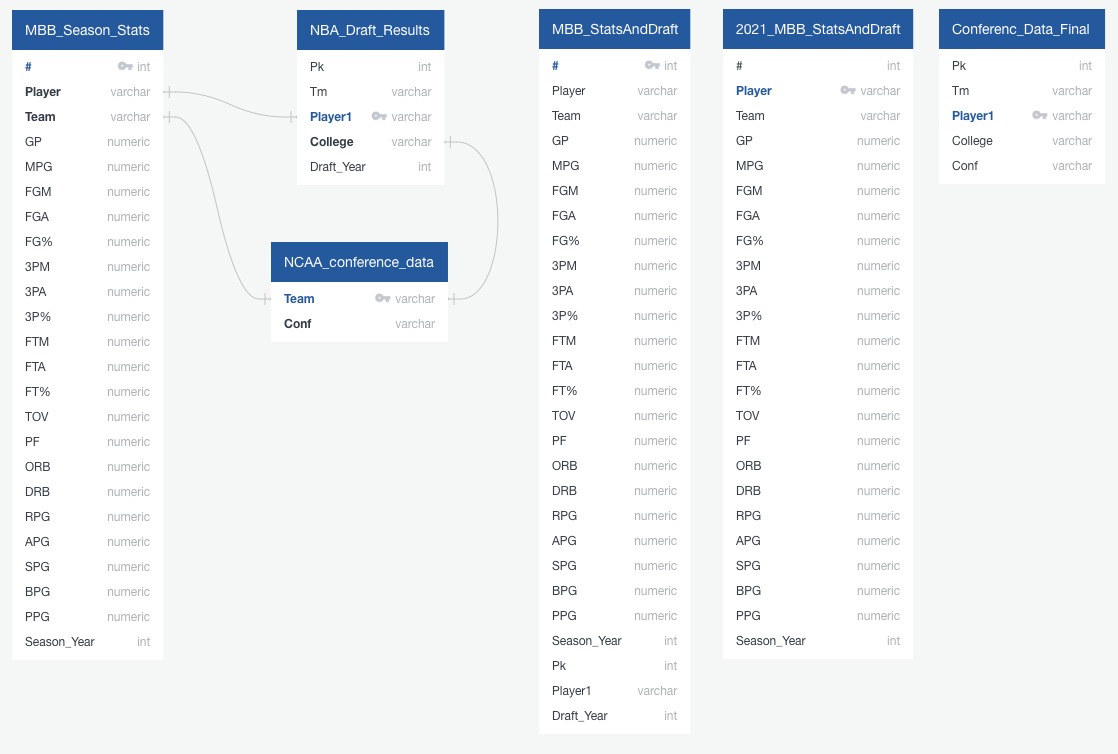 MBB_Season_Stats
# int
Player varchar
Team varchar
GP numeric
MPG numeric
FGM numeric
FGA numeric
FG% numeric
3PM numeric
3PA numeric
3P% numeric
FTM numeric
FTA numeric
FT% numeric
TOV numeric
PF numeric
ORB numeric
DRB numeric
RPG numeric
APG numeric
SPG numeric
BPG numeric
PPG numeric
Season_Year int
NBA_Draft_Results
Pk int
Tm varchar
Player1 varchar
College varchar
Draft_Year int
NCAA_conference_data
Team varchar
Conf varchar
MBB_StatsAndDraft
# int
Player varchar
Team varchar
GP numeric
MPG numeric
FGM numeric
FGA numeric
FG% numeric
3PM numeric
3PA numeric
3P% numeric
FTM numeric
FTA numeric
FT% numeric
TOV numeric
PF numeric
ORB numeric
DRB numeric
RPG numeric
APG numeric
SPG numeric
BPG numeric
PPG numeric
Season_Year int
Pk int
Player1 varchar
Draft_Year int
2021_MBB_StatsAndDraft
# int
Player varchar
Team varchar
GP numeric
MPG numeric
FGM numeric
FGA numeric
FG% numeric
3PM numeric
3PA numeric
3P% numeric
FTM numeric
FTA numeric
FT% numeric
TOV numeric
PF numeric
ORB numeric
DRB numeric
RPG numeric
APG numeric
SPG numeric
BPG numeric
PPG numeric
Season_Year int
Conferenc_Data_Final
Pk int
Tm varchar
Player1 varchar
College varchar
Conf varchar